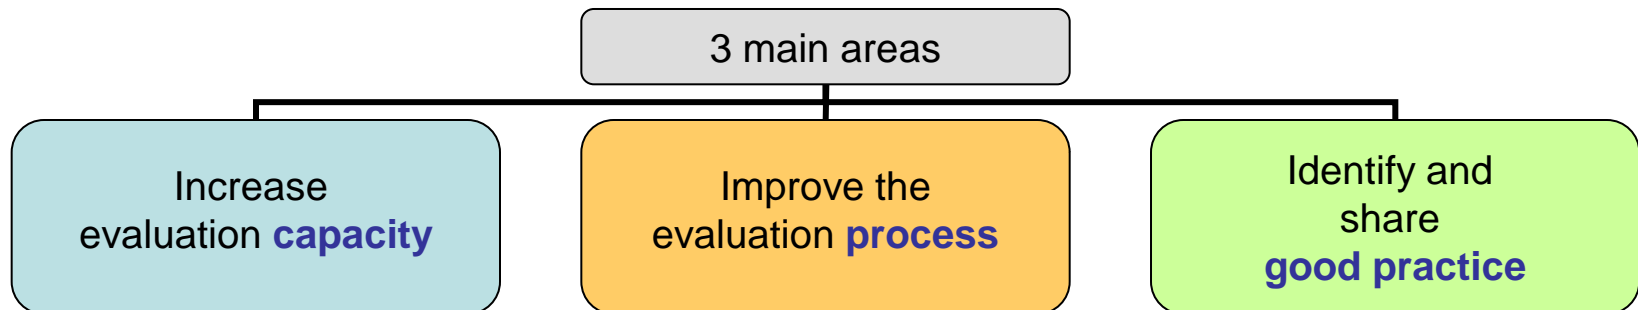 3 main areas
Increase
evaluation capacity
Improve the
evaluation process
Identify and
share
good practice